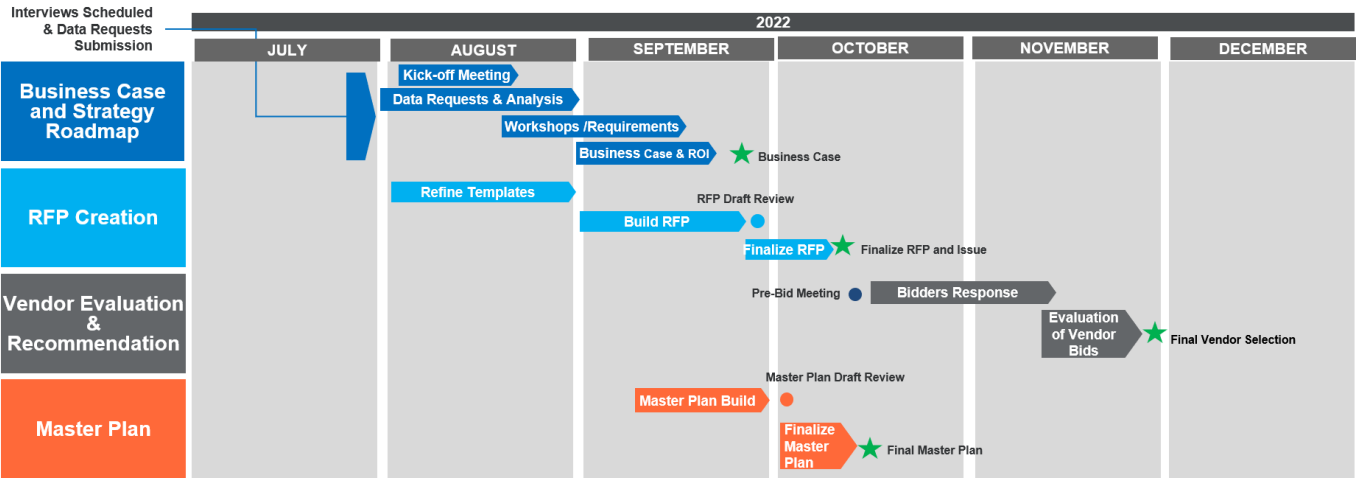 Interviews Scheduled
& Data Requests
Submission
2022
JULY
AUGUST
SEPTEMBER
OCTOBER
NOVEMBER
DECEMBER
Business Case
and Strategy
Roadmap
Kick-off Meeting
Data Requests & Analysis
Workshops /Requirements
Business Case & ROI
Business Case
RFP Creation
Refine Templates
RFP Draft Review
Build RFP
Finalize RFP
Finalize RFP and Issue
Vendor Evaluation
&
Recommendation
Pre-Bid Meeting
Bidders Response
Evaluation
of Vendor
Bids
Final Vendor Selection
Master Plan
Master Plan Draft Review
Master Plan Build
Finalize
Master
Plan
Final Master Plan